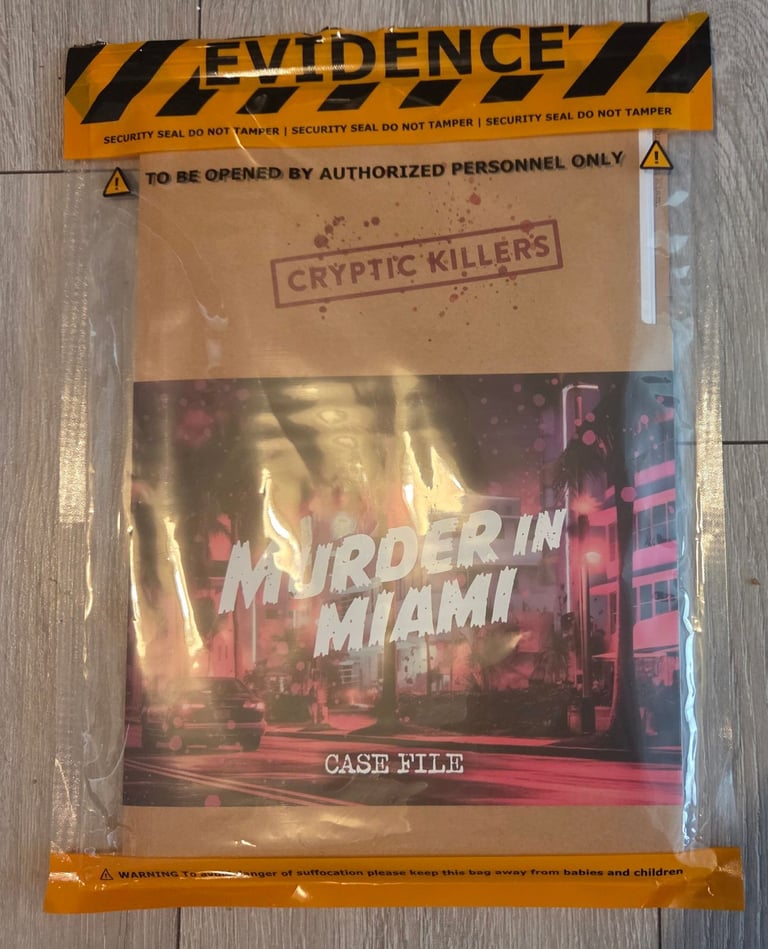 EVIDENCE
SECURITY SEAL DO NOT TAMPER | SECURITY SEAL DO NOT TAMPER | SECURITY SEAL DO NOT TAMPER
TO BE OPENED BY AUTHORIZED PERSONNEL ONLY
CRYPTIC KILLERS
MURDER IN
MIAMI
CASE FILE
WARNING To avoid danger of suffocation please keep this bag away from babies and children